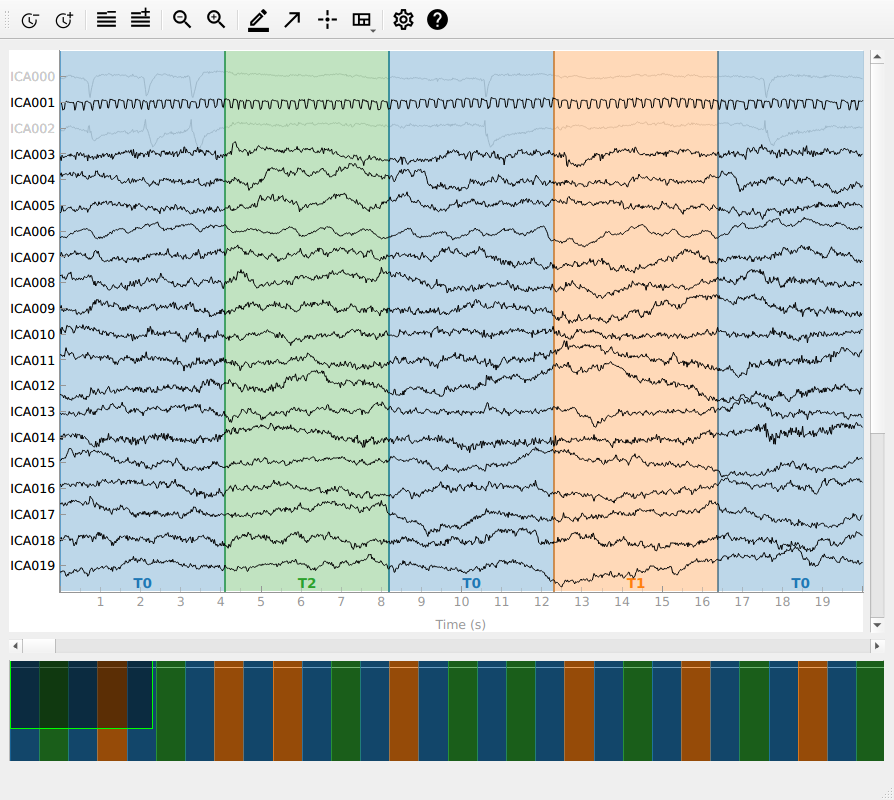 ICA000
ICA001
ICA002
ICA003
ICA004
ICA005
ICA006
ICA007
ICA008
ICA009
ICA010
ICA011
ICA012
ICA013
ICA014
ICA015
ICA016
ICA017
ICA018
ICA019
T0 T2 T0 T1 T0
1 2 3 4 5 6 7 8 9 10 11 12 13 14 15 16 17 18 19
Time (s)